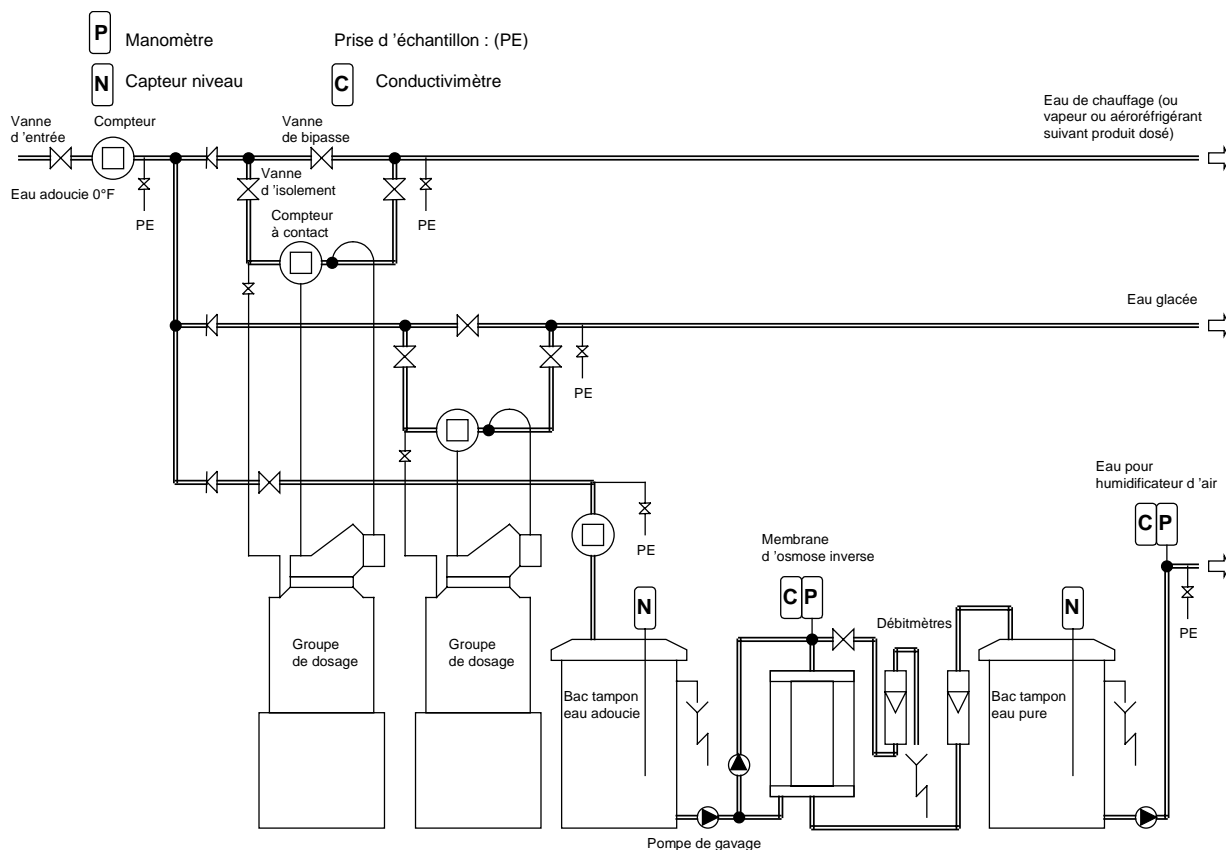 P Manomètre
Prise d 'échantillon : (PE)
N Capteur niveau
C Conductivimètre
Vanne
d 'entrée
Compteur
Vanne
de bipasse
Eau de chauffage (ou
vapeur ou aéroréfrigérant
suivant produit dosé)
Eau adoucie 0°F
PE
Vanne
d 'isolement
PE
Compteur
à contact
Eau glacée
PE
Eau pour
humidificateur d 'air
C P
PE
Membrane
d 'osmose inverse
C P
N
N
Débitmètres
PE
Groupe
de dosage
Groupe
de dosage
Bac tampon
eau adoucie
Bac tampon
eau pure
Pompe de gavage